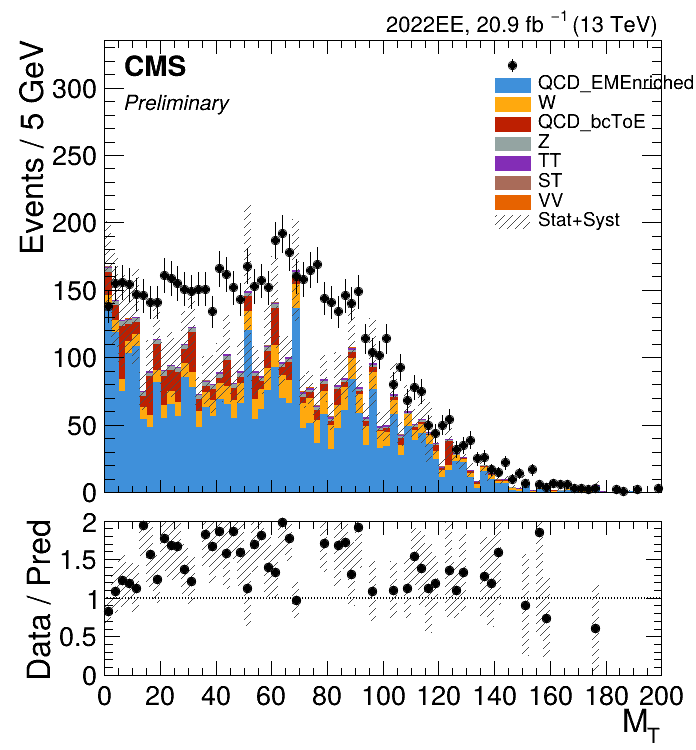 2022EE, 20.9 fb⁻¹ (13 TeV)
CMS
Preliminary
Events / 5 GeV
300
250
200
150
100
50
0
QCD_EMEnriched
W
QCD_bcToE
Z
TT
ST
VV
Stat+Syst
Data / Pred
2
1.5
1
0.5
0
0 20 40 60 80 100 120 140 160 180 200
M_T